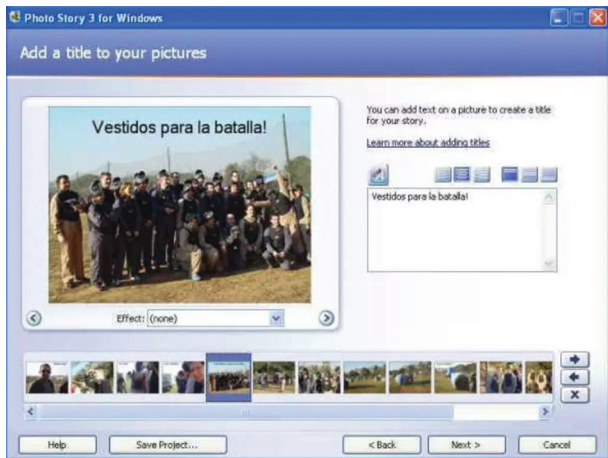 Photo Story 3 for Windows
Add a title to your pictures
Vestidos para la batalla!
You can add text on a picture to create a title
for your story.
Learn more about adding titles
Vestidos para la batalla!
Effect: (none)
Help
Save Project...
< Back
Next >
Cancel